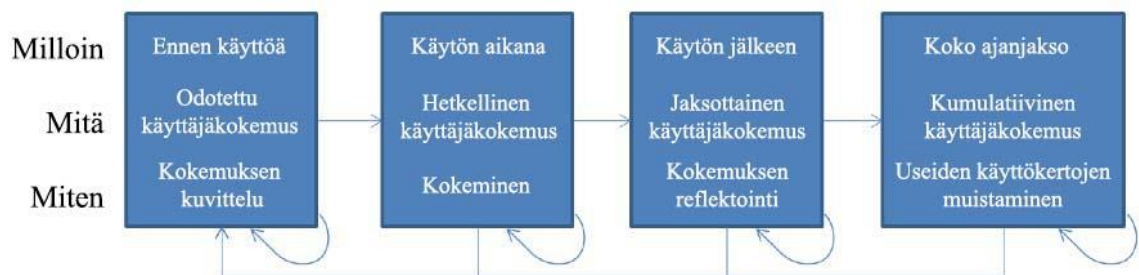 Milloin
Ennen käyttöä
Käytön aikana
Käytön jälkeen
Koko ajanjakso
Mitä
Odotettu
käyttäjäkokemus
Hetkellinen
käyttäjäkokemus
Jaksottainen
käyttäjäkokemus
Kumulatiivinen
käyttäjäkokemus
Miten
Kokemuksen
kuvittelu
Kokeminen
Kokemuksen
reflektointi
Useiden käyttökertojen
muistaminen